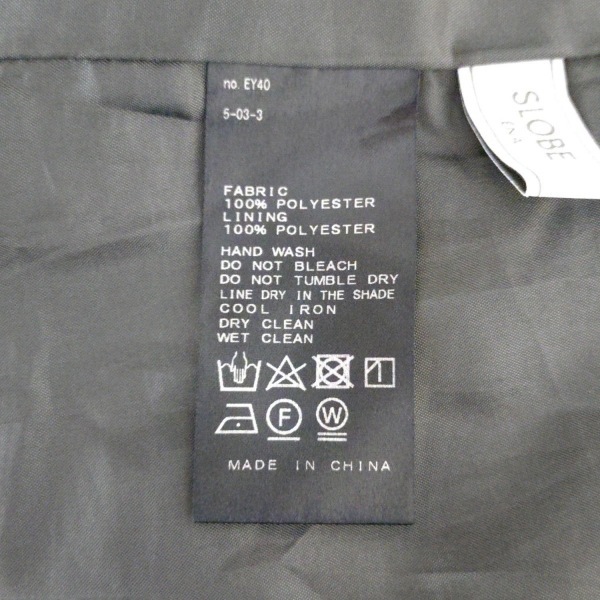 no. EY40
5-03-3
SLOBE
IÉNA
FABRIC
100% POLYESTER
LINING
100% POLYESTER
HAND WASH
DO NOT BLEACH
DO NOT TUMBLE DRY
LINE DRY IN THE SHADE
COOL IRON
DRY CLEAN
WET CLEAN
F
W
MADE IN CHINA